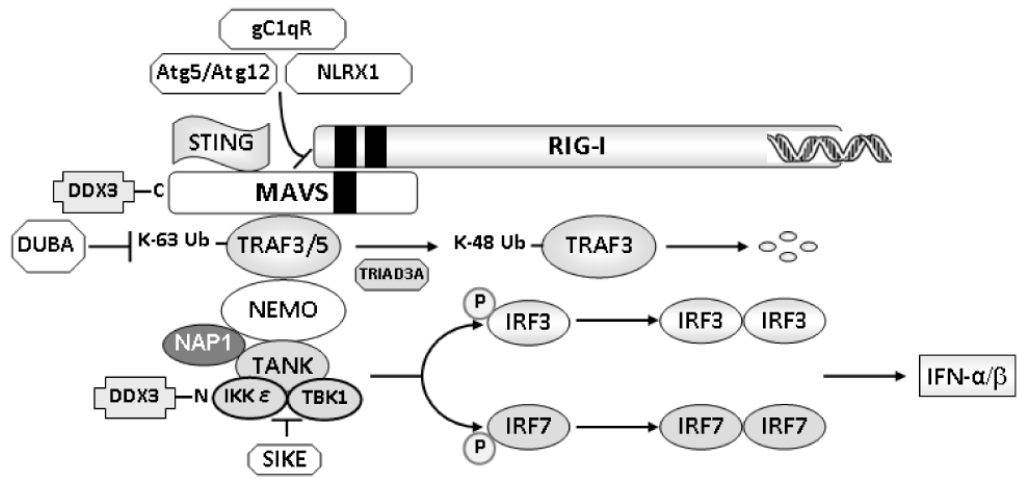 gC1qR
Atg5/Atg12
NLRX1
STING
RIG-I
DDX3
C
MAVS
DUBA
K-63 Ub
TRAF3/5
K-48 Ub
TRAF3
TRIAD3A
NEMO
P
IRF3
IRF3
IRF3
NAP1
TANK
IFN-α/β
DDX3
N
IKK ε
TBK1
IRF7
IRF7
IRF7
P
SIKE